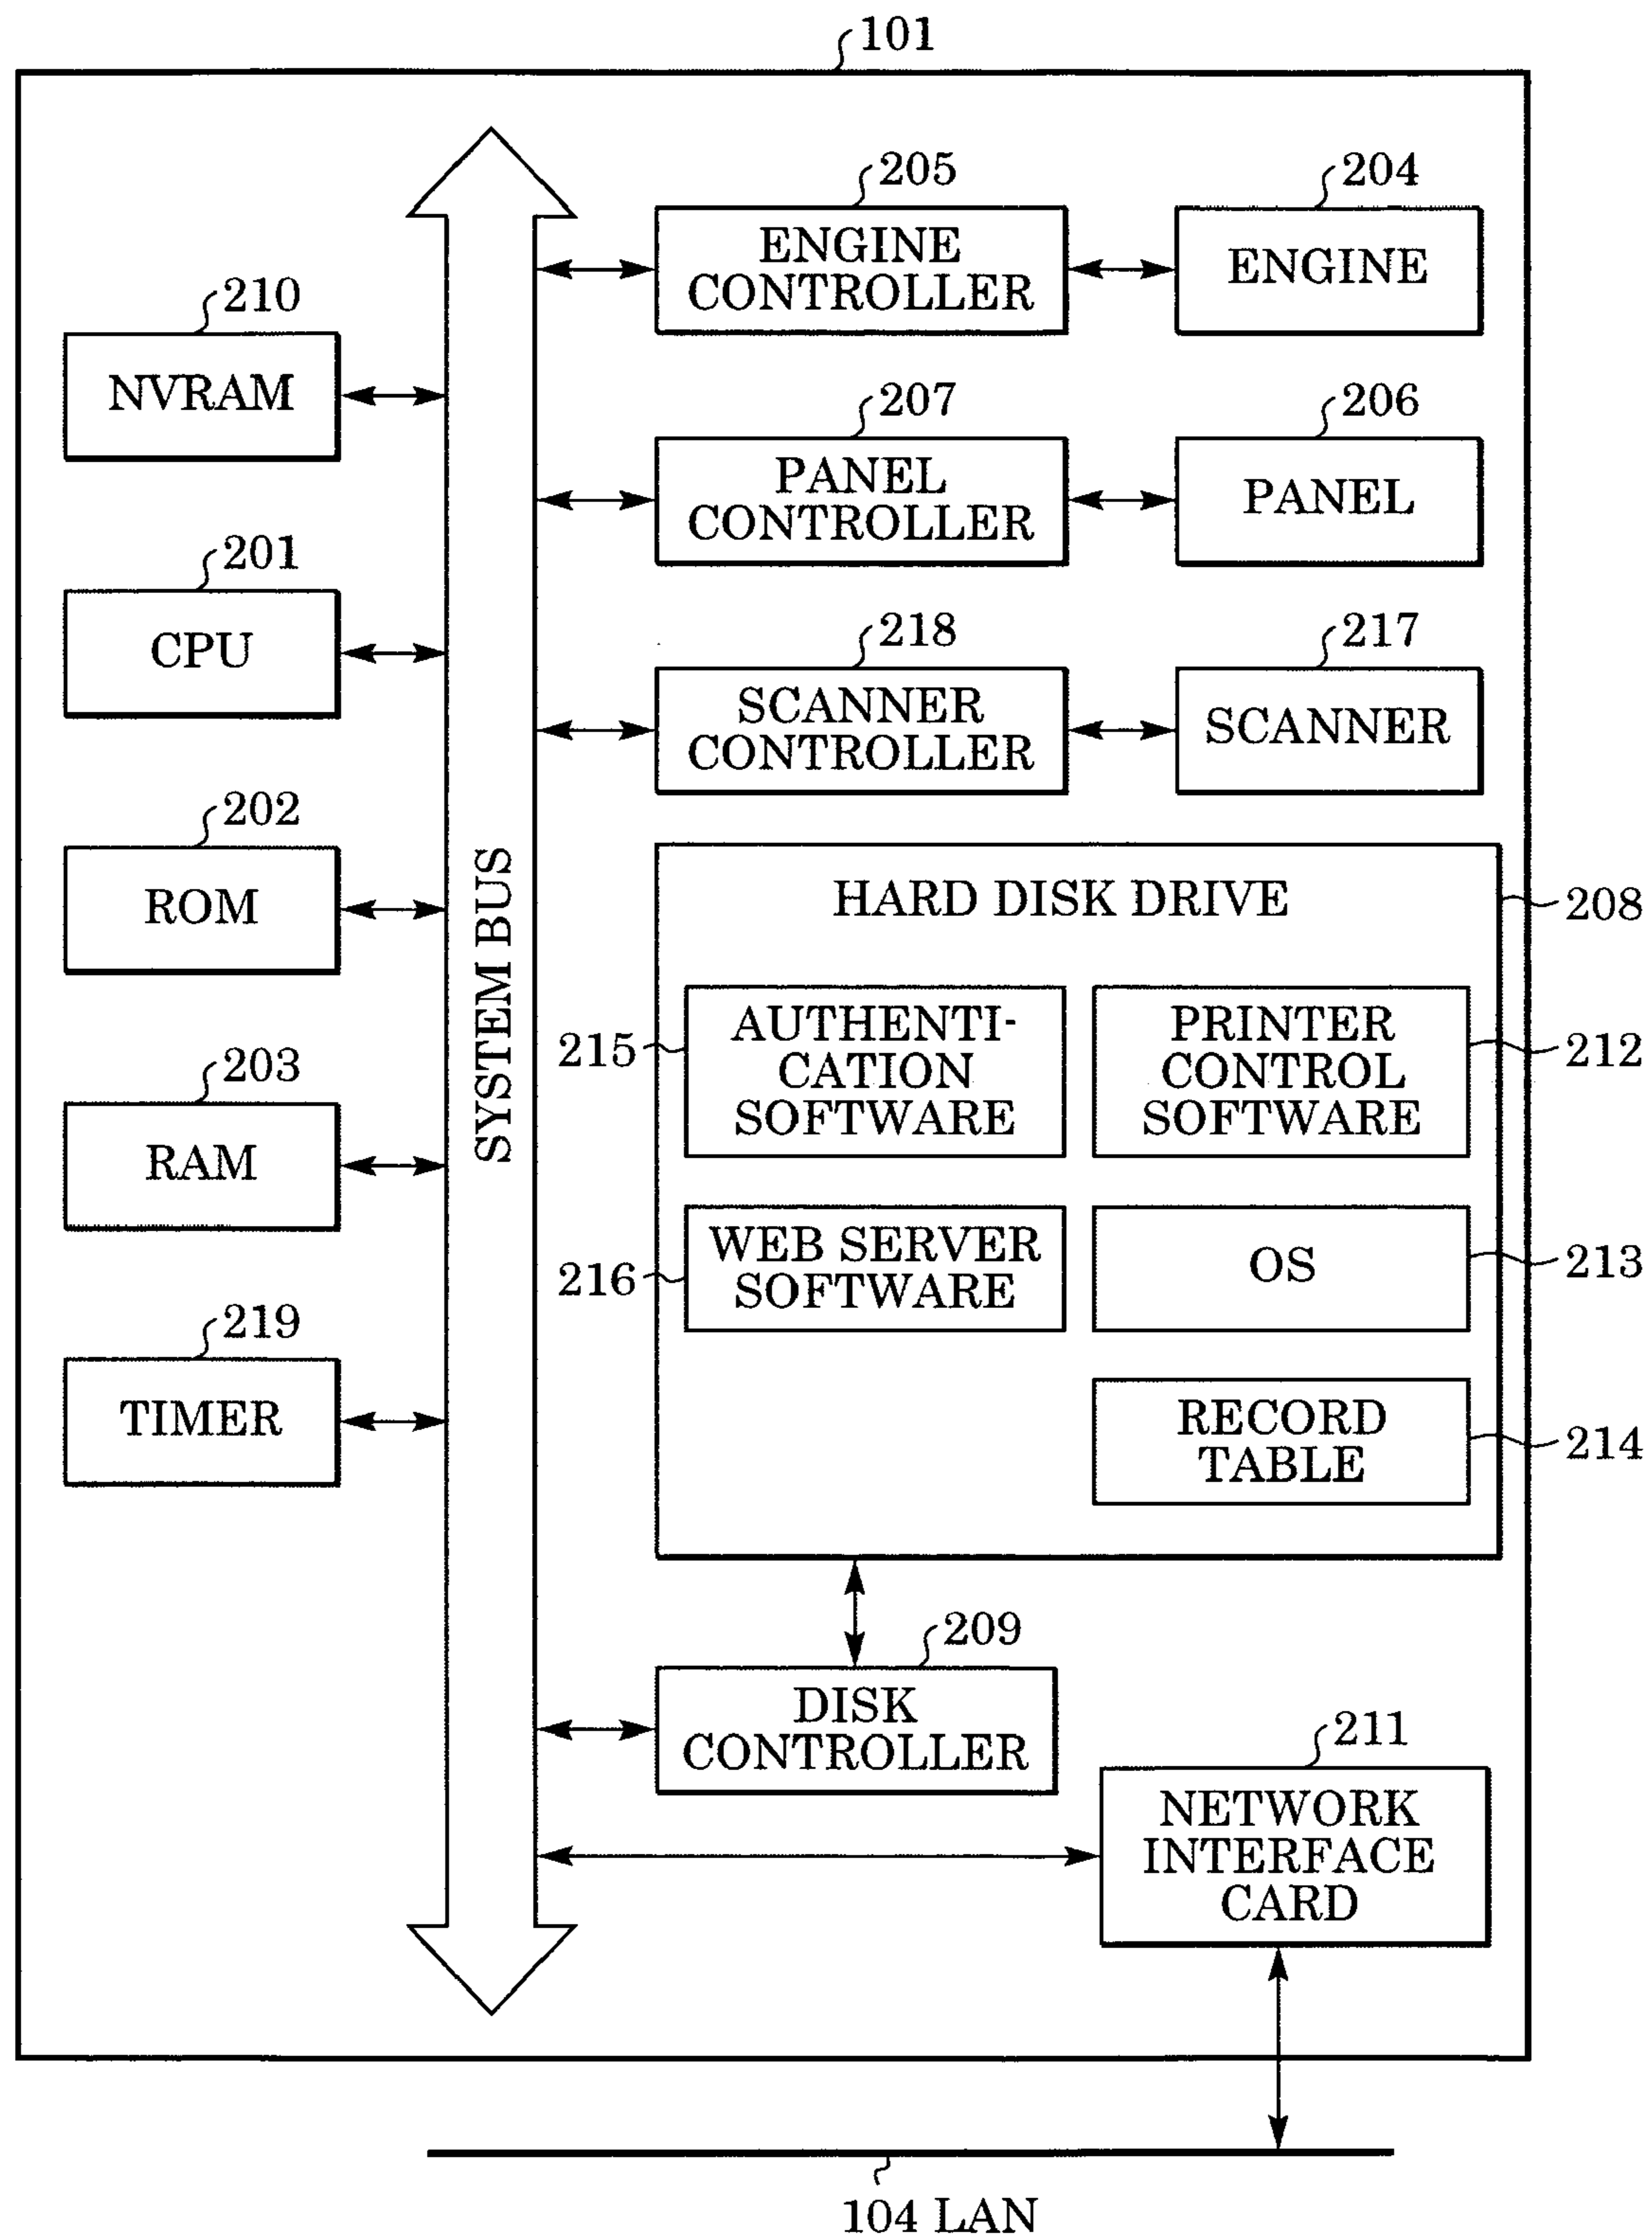 101
205
ENGINE
CONTROLLER
204
ENGINE
210
NVRAM
207
PANEL
CONTROLLER
206
PANEL
201
CPU
218
SCANNER
CONTROLLER
217
SCANNER
202
ROM
SYSTEM BUS
HARD DISK DRIVE
208
215
AUTHENTI-
CATION
SOFTWARE
PRINTER
CONTROL
SOFTWARE
212
203
RAM
216
WEB SERVER
SOFTWARE
OS
213
219
TIMER
RECORD
TABLE
214
209
DISK
CONTROLLER
211
NETWORK
INTERFACE
CARD
104 LAN